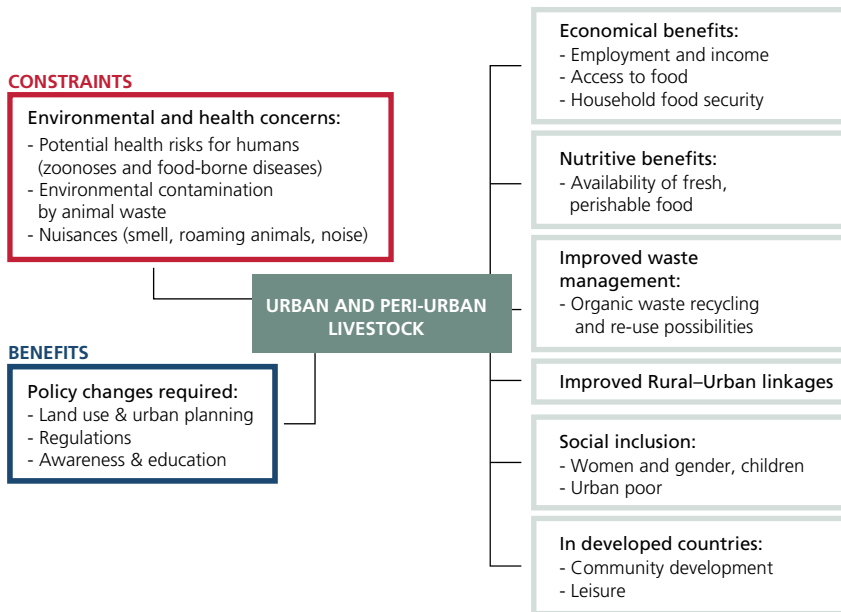 CONSTRAINTS
Environmental and health concerns:
- Potential health risks for humans
(zoonoses and food-borne diseases)
- Environmental contamination
by animal waste
- Nuisances (smell, roaming animals, noise)
URBAN AND PERI-URBAN
LIVESTOCK
BENEFITS
Policy changes required:
- Land use & urban planning
- Regulations
- Awareness & education
Economical benefits:
- Employment and income
- Access to food
- Household food security
Nutritive benefits:
- Availability of fresh,
perishable food
Improved waste
management:
- Organic waste recycling
and re-use possibilities
Improved Rural–Urban linkages
Social inclusion:
- Women and gender, children
- Urban poor
In developed countries:
- Community development
- Leisure